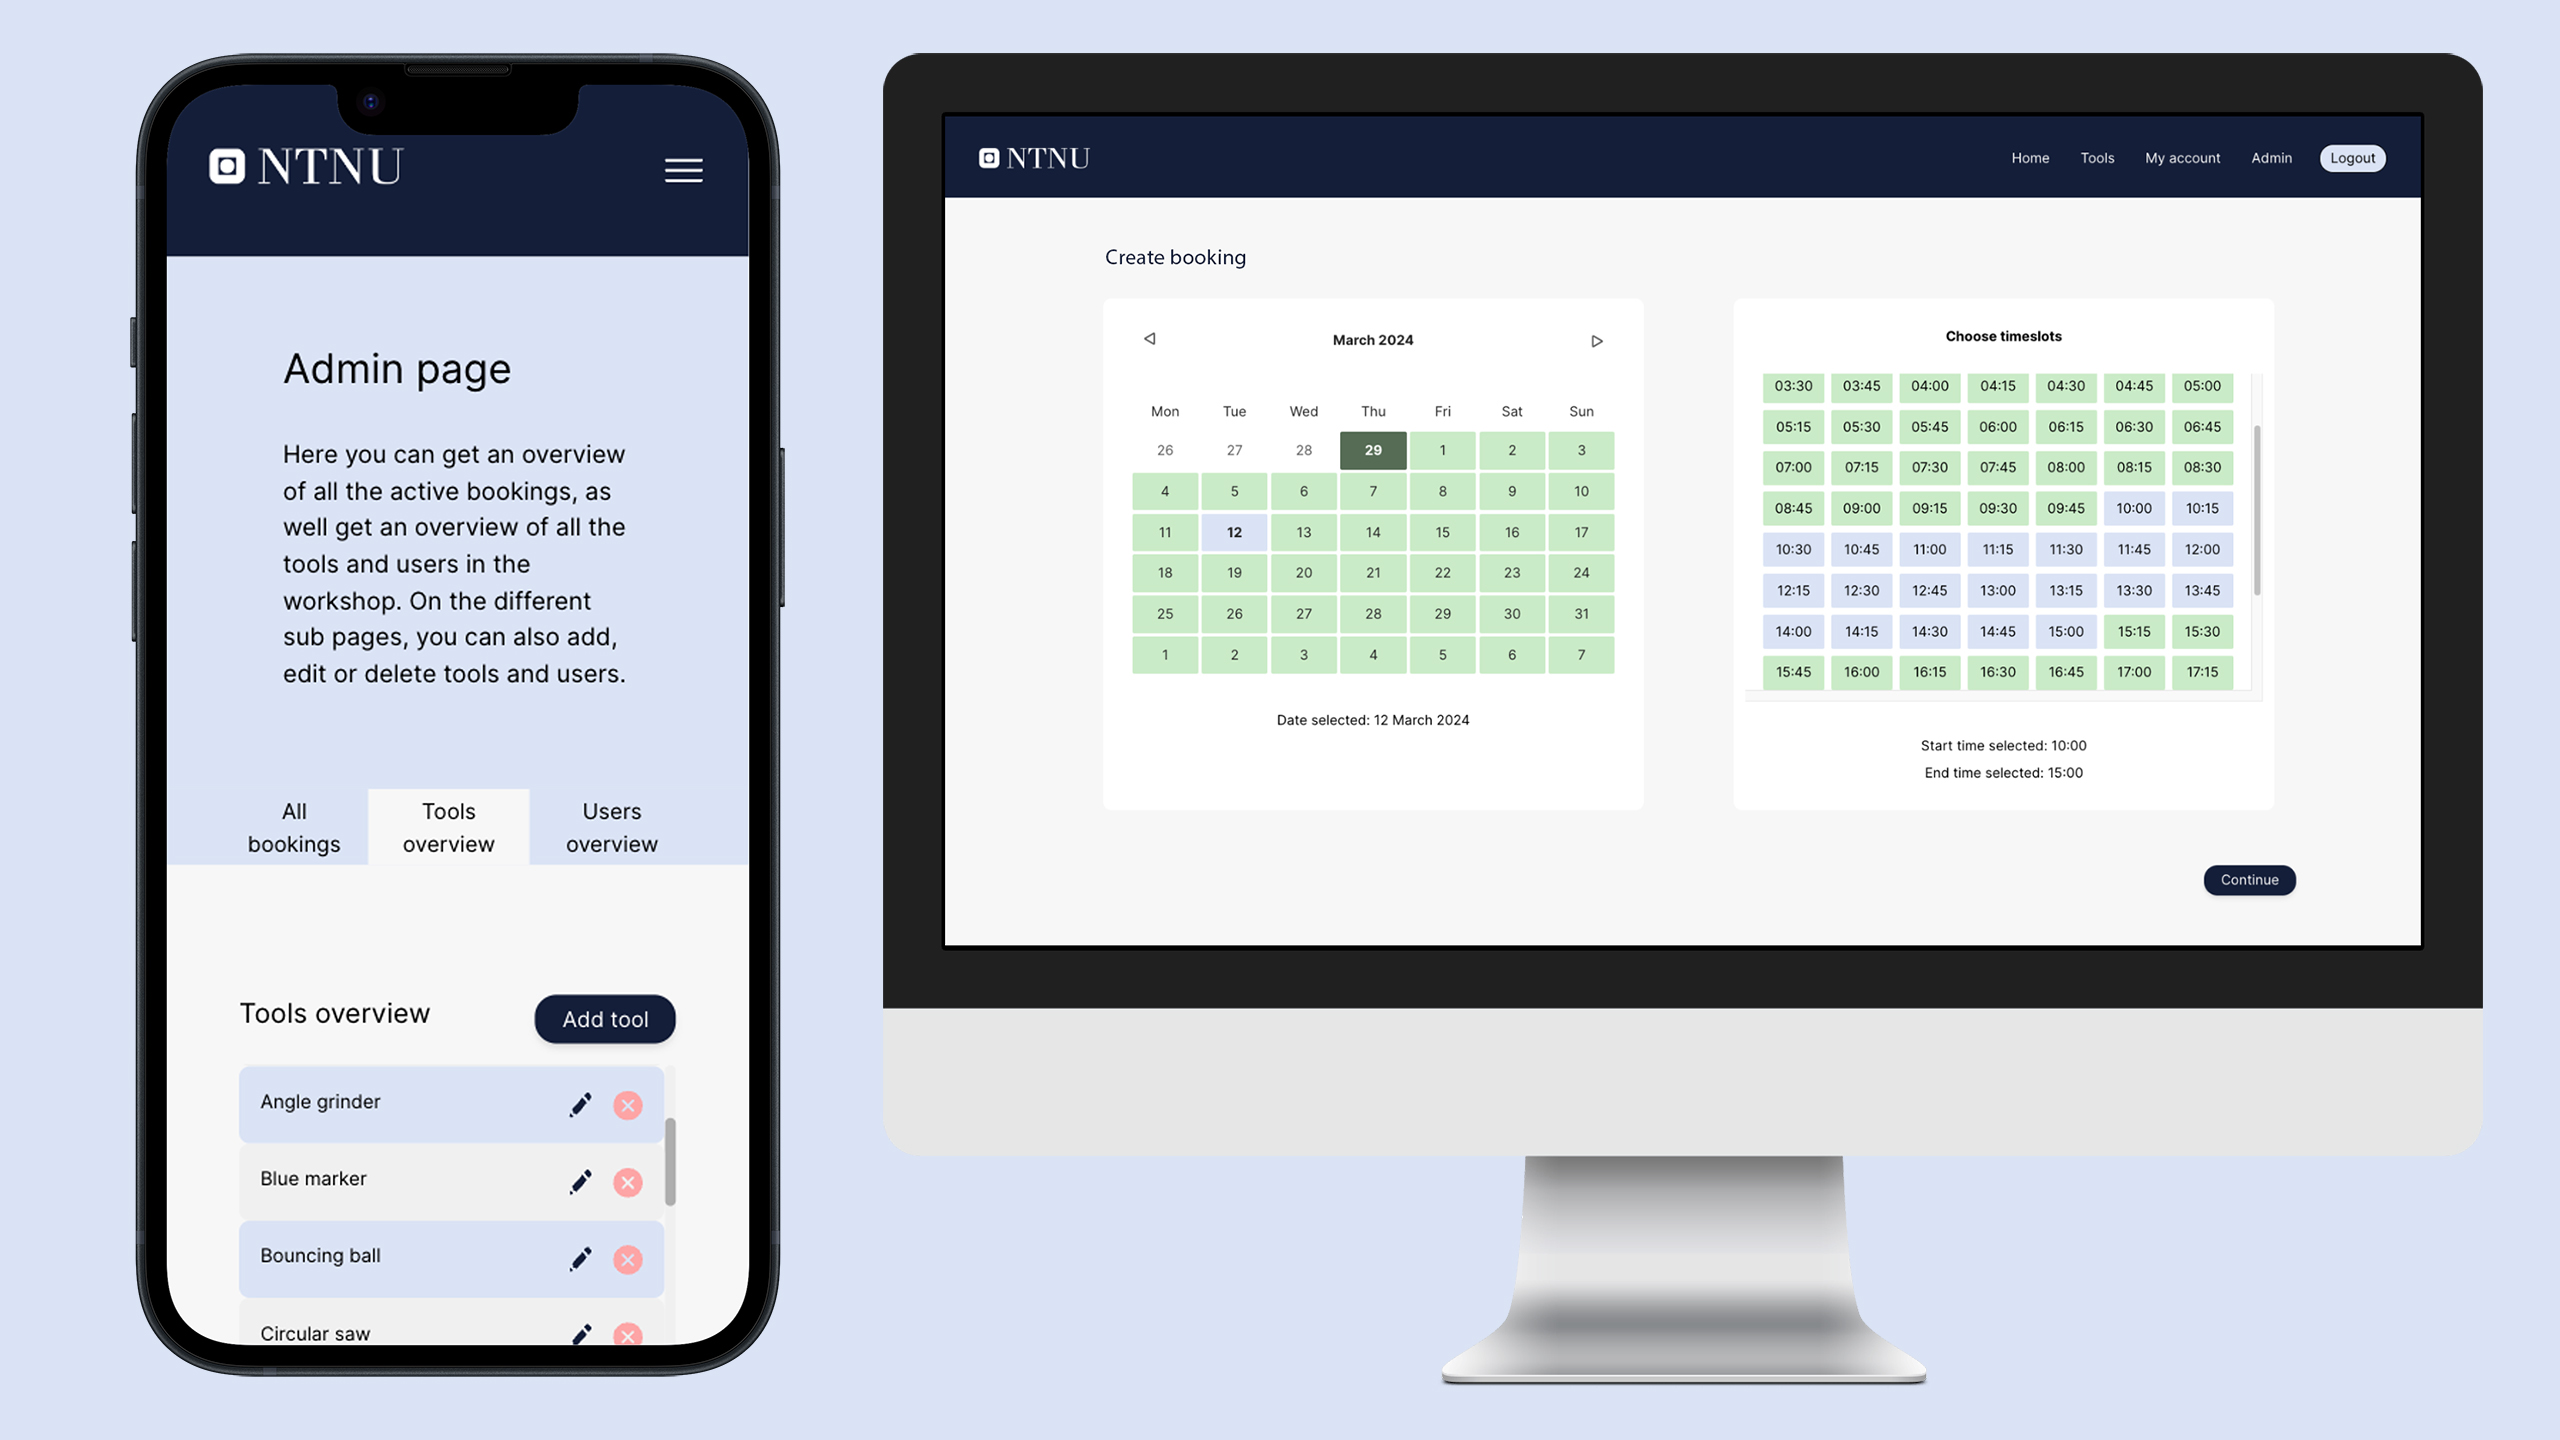 NTNU
Admin page
Here you can get an overview
of all the active bookings, as
well get an overview of all the
tools and users in the
workshop. On the different
sub pages, you can also add,
edit or delete tools and users.
All bookings
Tools overview
Users overview
Tools overview
Add tool
Angle grinder
Blue marker
Bouncing ball
Circular saw
NTNU
Home Tools My account Admin Logout
Create booking
March 2024
Mon Tue Wed Thu Fri Sat Sun
26 27 28 29 1 2 3
4 5 6 7 8 9 10
11 12 13 14 15 16 17
18 19 20 21 22 23 24
25 26 27 28 29 30 31
1 2 3 4 5 6 7
Date selected: 12 March 2024
Choose timeslots
03:30 03:45 04:00 04:15 04:30 04:45 05:00
05:15 05:30 05:45 06:00 06:15 06:30 06:45
07:00 07:15 07:30 07:45 08:00 08:15 08:30
08:45 09:00 09:15 09:30 09:45 10:00 10:15
10:30 10:45 11:00 11:15 11:30 11:45 12:00
12:15 12:30 12:45 13:00 13:15 13:30 13:45
14:00 14:15 14:30 14:45 15:00 15:15 15:30
15:45 16:00 16:15 16:30 16:45 17:00 17:15
Start time selected: 10:00
End time selected: 15:00
Continue